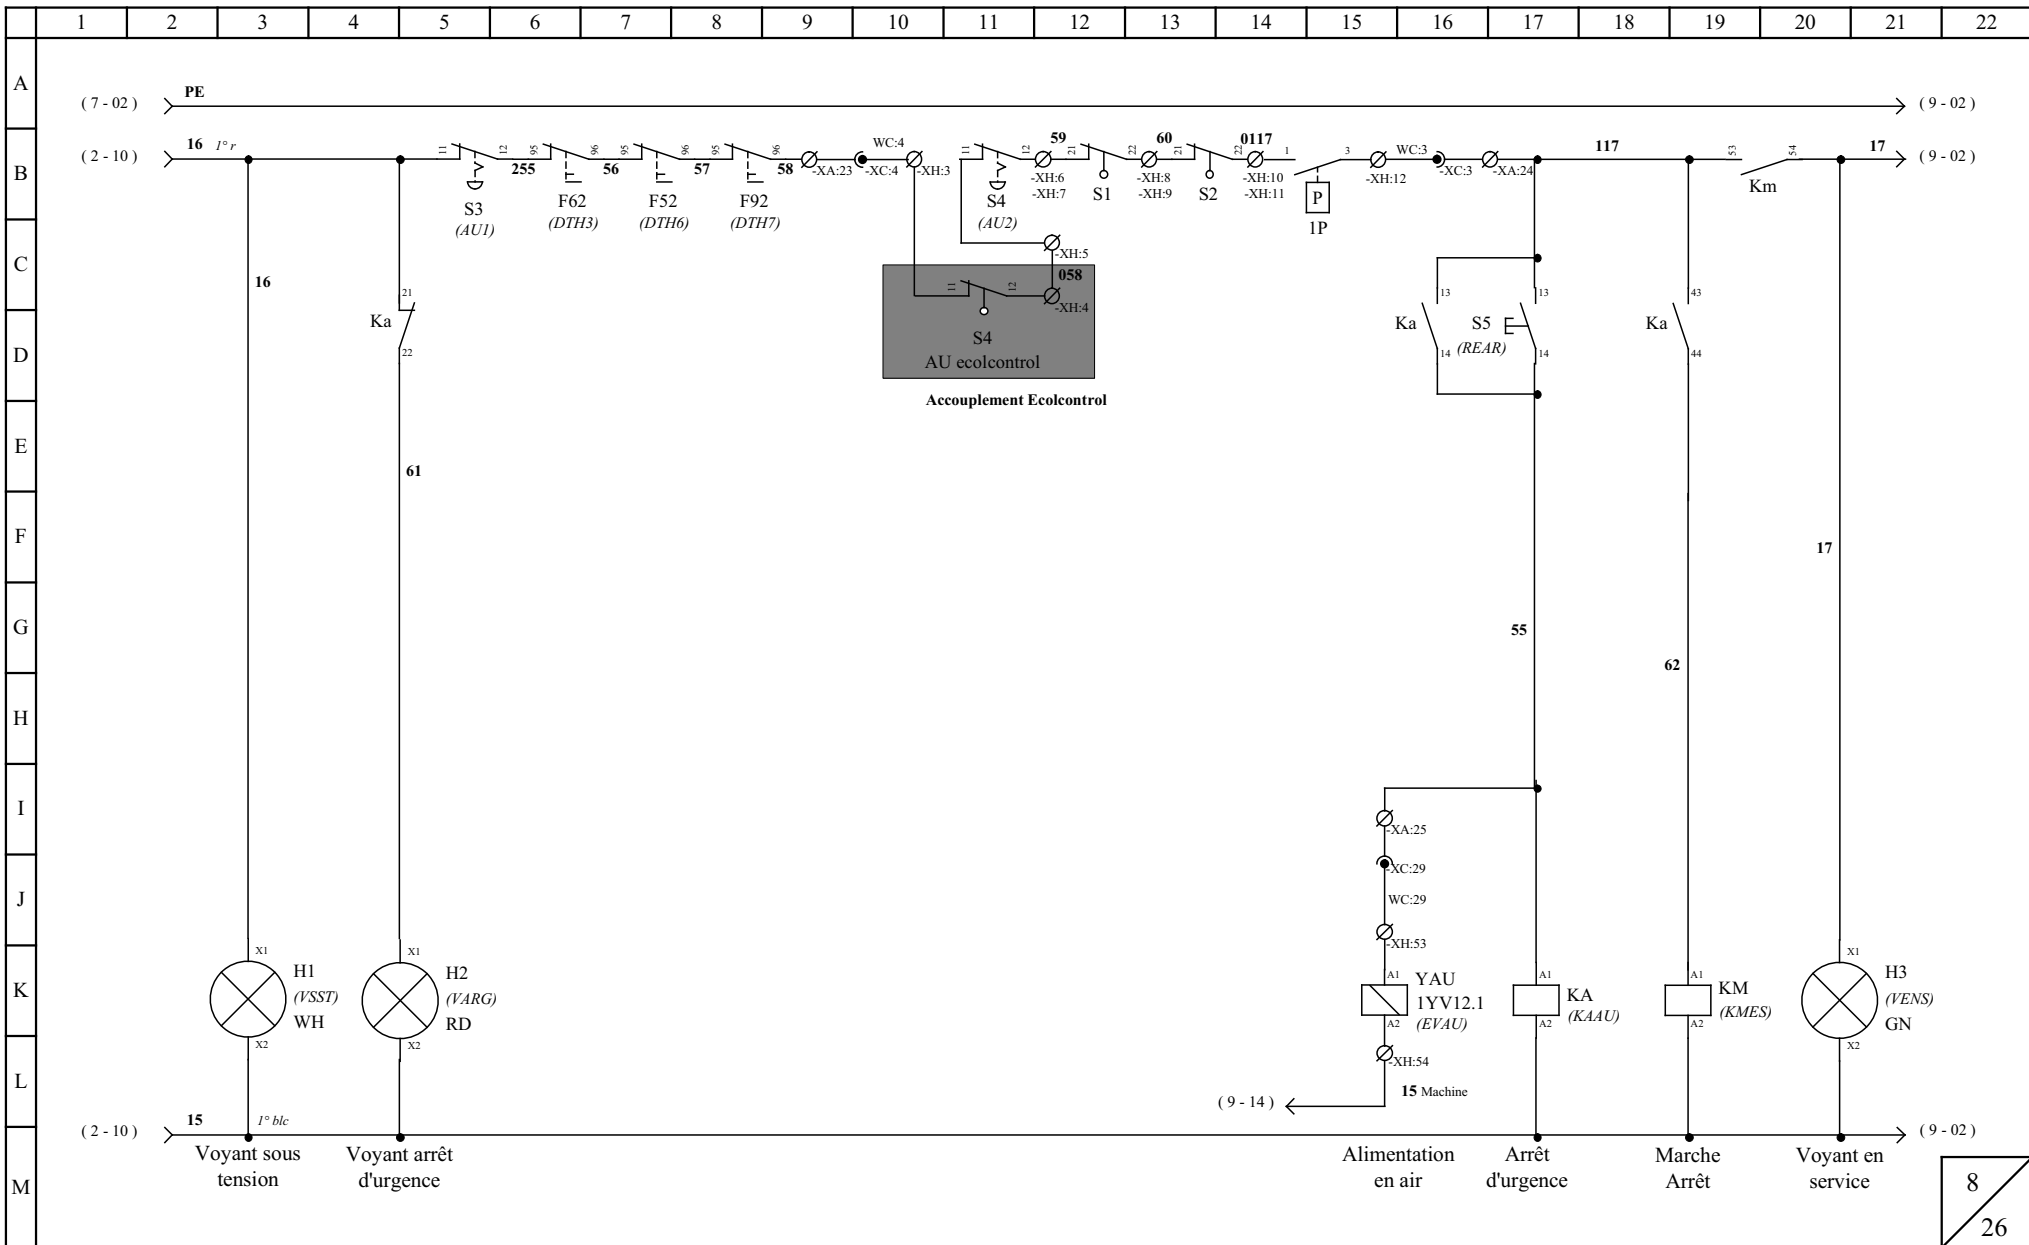 1 2 3 4 5 6 7 8 9 10 11 12 13 14 15 16 17 18 19 20 21 22
A
( 7 - 02 ) PE ( 9 - 02 )
B
( 2 - 10 ) 16 1° r 117 17 ( 9 - 02 )
11 12 255 95 96 56 95 96 57 95 96 58 -XA:23 WC:4 -XC:4 -XH:3 11 12 59 21 22 60 21 22 0117 1 3 WC:3 -XC:3 -XA:24 53 54
-XH:6 -XH:8 -XH:10 -XH:12
-XH:7 -XH:9 -XH:11
S3 F62 F52 F92 S4 S1 S2 P Km
(AU1) (DTH3) (DTH6) (DTH7) (AU2) 1P
C
-XH:5
16 058
21 11 12 -XH:4 13 13 43
Ka S4 Ka S5 Ka
22 (REAR) 14 14 44
D
AU ecolcontrol
Accouplement Ecolcontrol
E
61
F
17
G
55
62
H
I
-XA:25
-XC:29
J
WC:29
-XH:53
X1 X1 A1 A1 A1 X1
K
H1 H2 YAU KA KM H3
(VSST) (VARG) 1YV12.1 (KAAU) (KMES) (VENS)
WH RD (EVAU) GN
X2 X2 A2 A2 A2 X2
L
-XH:54
15 Machine
( 9 - 14 )
( 2 - 10 ) 15 1° blc ( 9 - 02 )
M
Voyant sous Voyant arrêt Alimentation Arrêt Marche Voyant en
tension d'urgence en air d'urgence Arrêt service
8
26